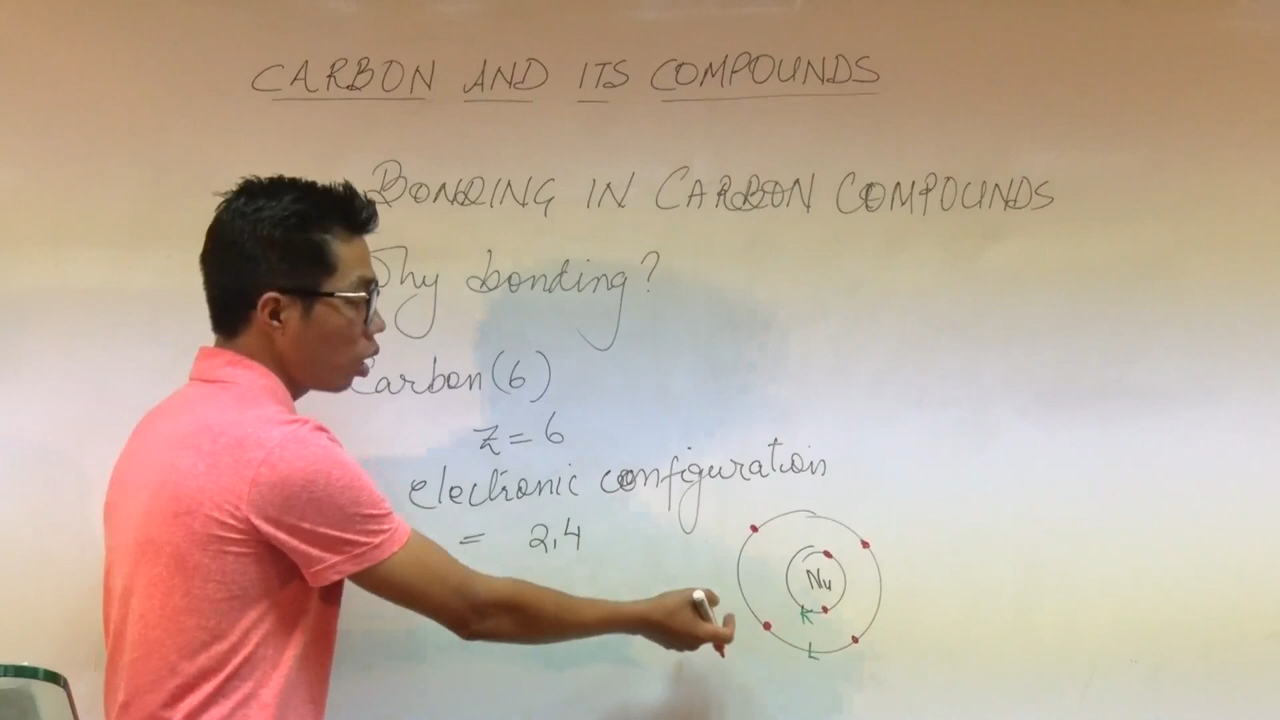 CARBON AND ITS COMPOUNDS
BONDING IN CARBON COMPOUNDS
Why bonding?
Carbon(6)
Z=6
electronic configuration
= 2,4
Nu
K
L